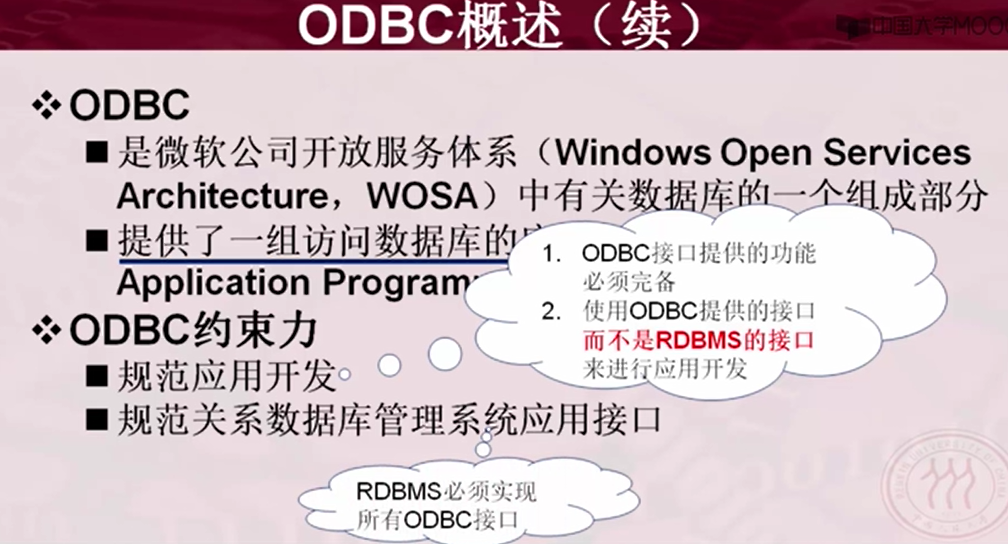 ODBC概述（续）
中国大学MOO
❖ODBC
■是微软公司开放服务体系（Windows Open Services
Architecture，WOSA）中有关数据库的一个组成部分
■提供了一组访问数据库的
Application Program
❖ODBC约束力
■规范应用开发
■规范关系数据库管理系统应用接口
1. ODBC接口提供的功能
必须完备
2. 使用ODBC提供的接口
而不是RDBMS的接口
来进行应用开发
RDBMS必须实现
所有ODBC接口